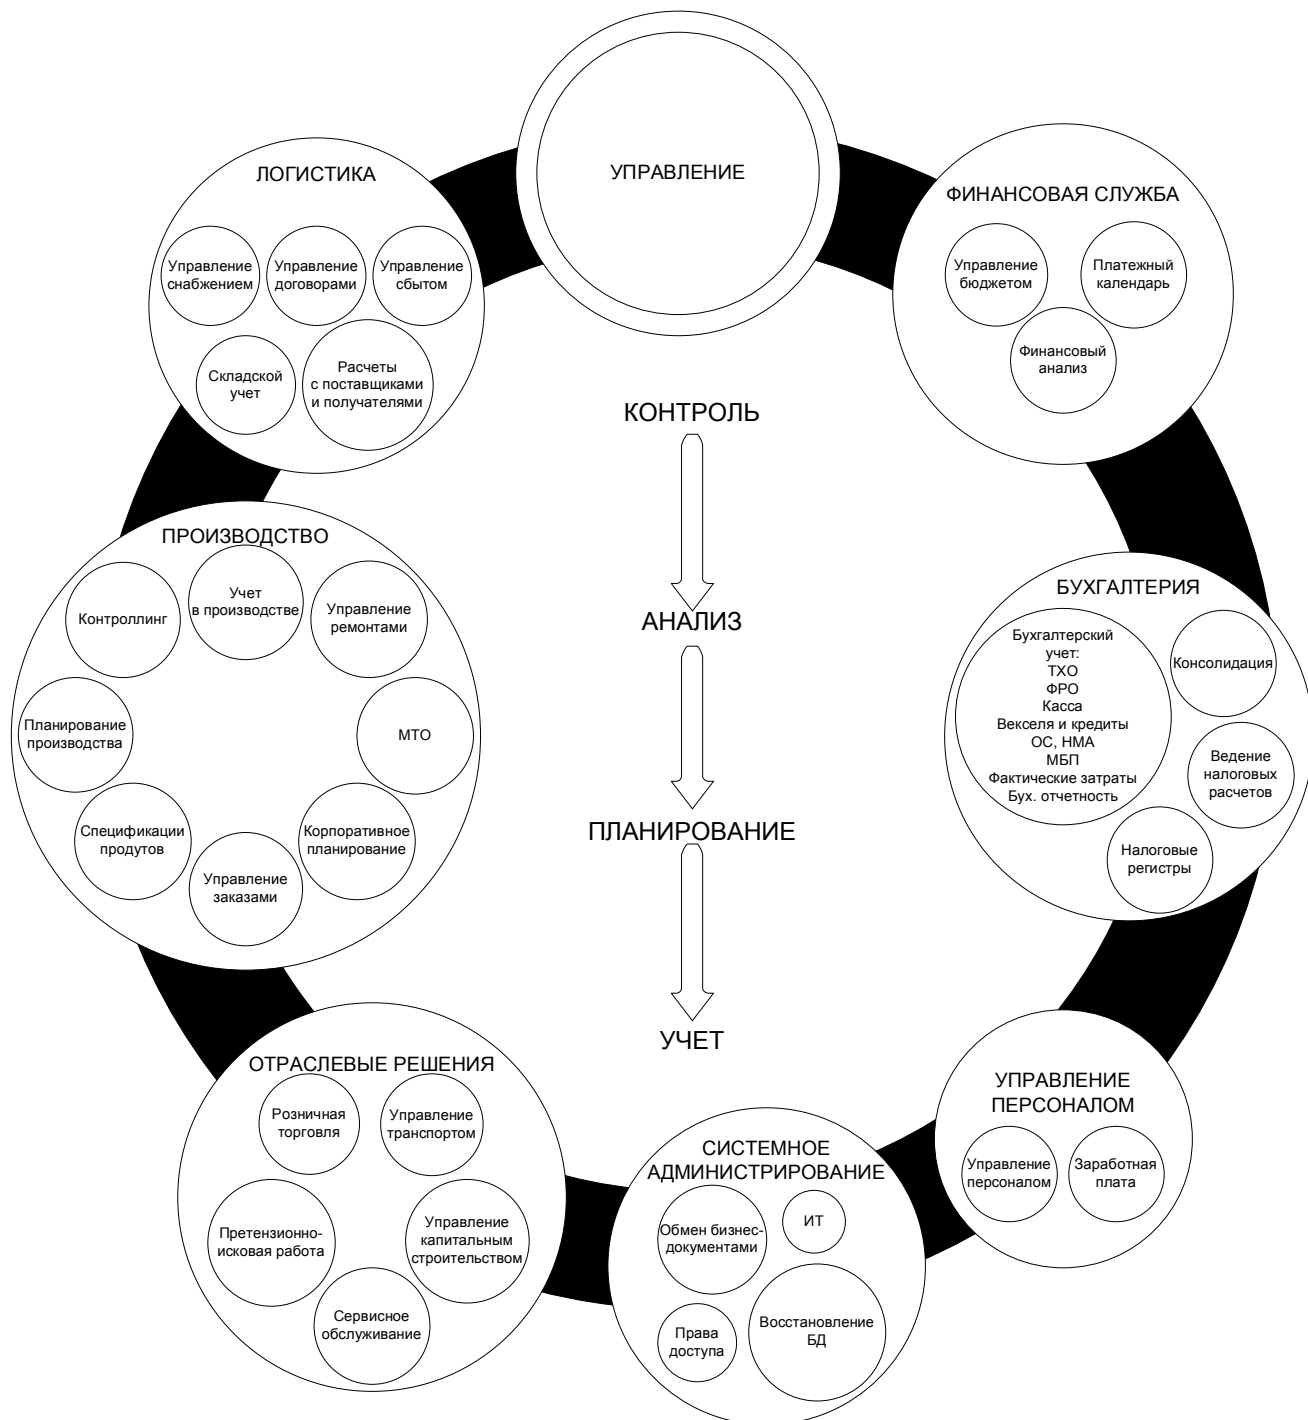 УПРАВЛЕНИЕ
ЛОГИСТИКА
Управление
снабжением
Управление
договорами
Управление
сбытом
Складской
учет
Расчеты
с поставщиками
и получателями
ФИНАНСОВАЯ СЛУЖБА
Управление
бюджетом
Платежный
календарь
Финансовый
анализ
КОНТРОЛЬ
АНАЛИЗ
ПЛАНИРОВАНИЕ
УЧЕТ
ПРОИЗВОДСТВО
Контроллинг
Учет
в производстве
Управление
ремонтами
Планирование
производства
МТО
Спецификации
продутов
Управление
заказами
Корпоративное
планирование
БУХГАЛТЕРИЯ
Бухгалтерский
учет:
ТХО
ФРО
Касса
Векселя и кредиты
ОС, НМА
МБП
Фактические затраты
Бух. отчетность
Консолидация
Ведение
налоговых
расчетов
Налоговые
регистры
ОТРАСЛЕВЫЕ РЕШЕНИЯ
Розничная
торговля
Управление
транспортом
Претензионно-
исковая работа
Управление
капитальным
строительством
Сервисное
обслуживание
СИСТЕМНОЕ
АДМИНИСТРИРОВАНИЕ
Обмен бизнес-
документами
ИТ
Права
доступа
Восстановление
БД
УПРАВЛЕНИЕ
ПЕРСОНАЛОМ
Управление
персоналом
Заработная
плата